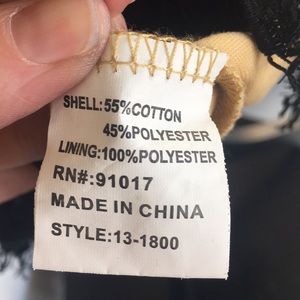 SHELL:55%COTTON
45%POLYESTER
LINING:100%POLYESTER
RN#:91017
MADE IN CHINA
STYLE:13-1800